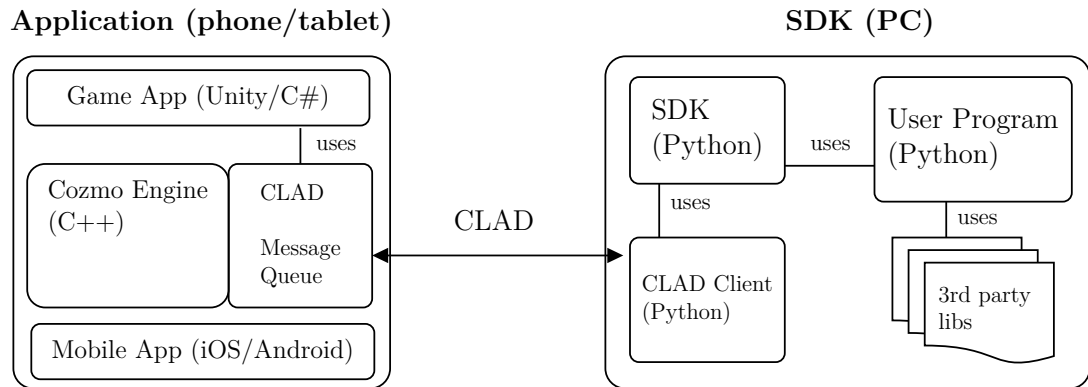 Application (phone/tablet)
Game App (Unity/C#)
uses
Cozmo Engine
(C++)
CLAD
Message
Queue
Mobile App (iOS/Android)
CLAD
SDK (PC)
SDK
(Python)
uses
User Program
(Python)
uses
CLAD Client
(Python)
uses
3rd party
libs